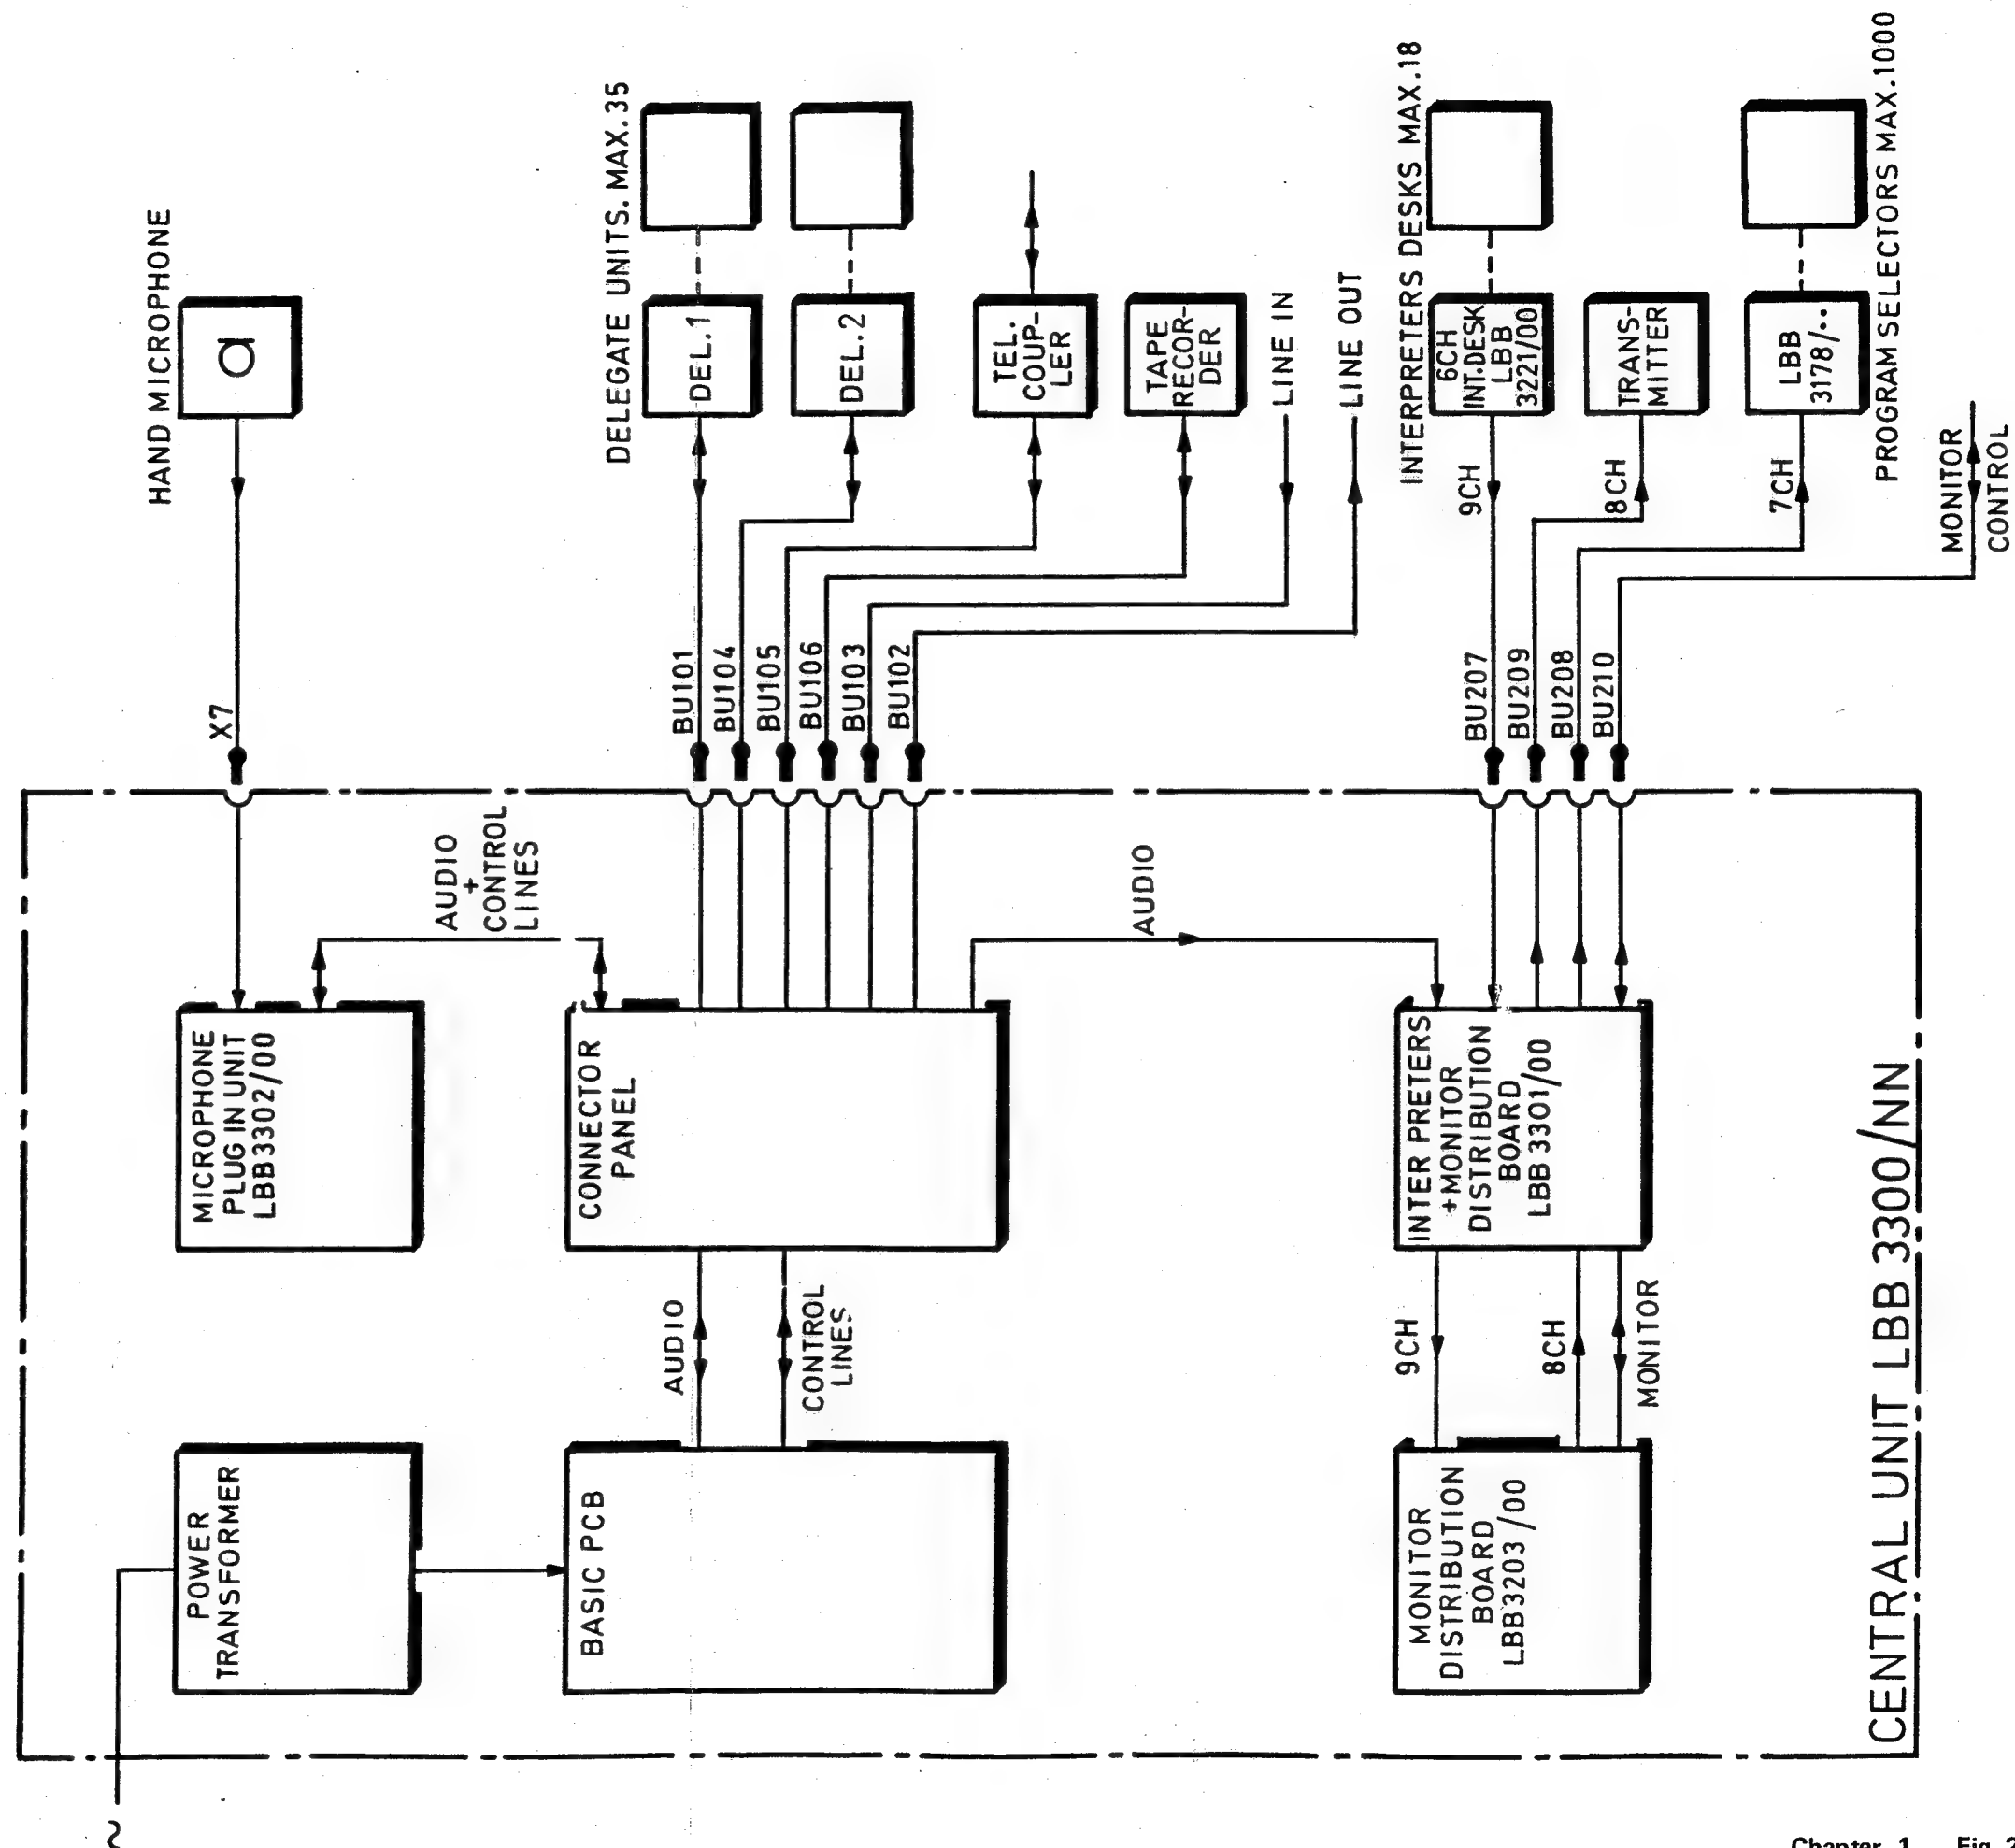 HAND MICROPHONE
X7
DELEGATE UNITS. MAX.35
DEL.1
DEL.2
TEL.
COUP-
LER
TAPE
RECOR-
DER
LINE IN
LINE OUT
BU101
BU104
BU105
BU106
BU103
BU102
INTERPRETERS DESKS MAX.18
6CH
INT.DESK
LBB
3221/00
TRANS-
MITTER
LBB
3178/..
PROGRAM SELECTORS MAX.1000
9CH
8CH
7CH
MONITOR
CONTROL
BU207
BU209
BU208
BU210
AUDIO
+
CONTROL
LINES
AUDIO
MICROPHONE
PLUG IN UNIT
LBB3302/00
CONNECTOR
PANEL
INTER PRETERS
+MONITOR
DISTRIBUTION
BOARD
LBB 3301/00
AUDIO
CONTROL
LINES
9CH
8CH
MONITOR
POWER
TRANSFORMER
BASIC PCB
MONITOR
DISTRIBUTION
BOARD
LBB3203 /00
CENTRAL UNIT LBB 3300/NN
Chapter 1 Fig. 2